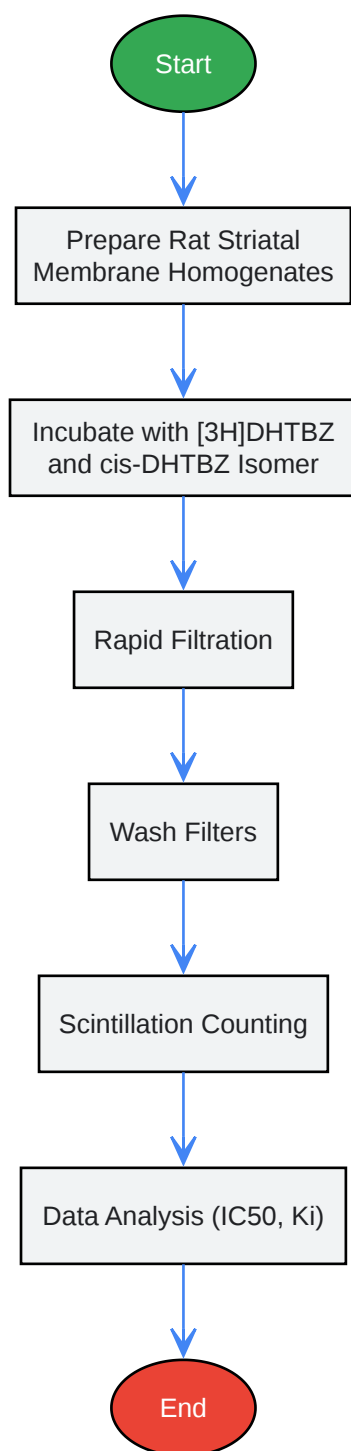 Start
Prepare Rat Striatal
Membrane Homogenates
Incubate with [3H]DHTBZ
and cis-DHTBZ Isomer
Rapid Filtration
Wash Filters
Scintillation Counting
Data Analysis (IC50, Ki)
End